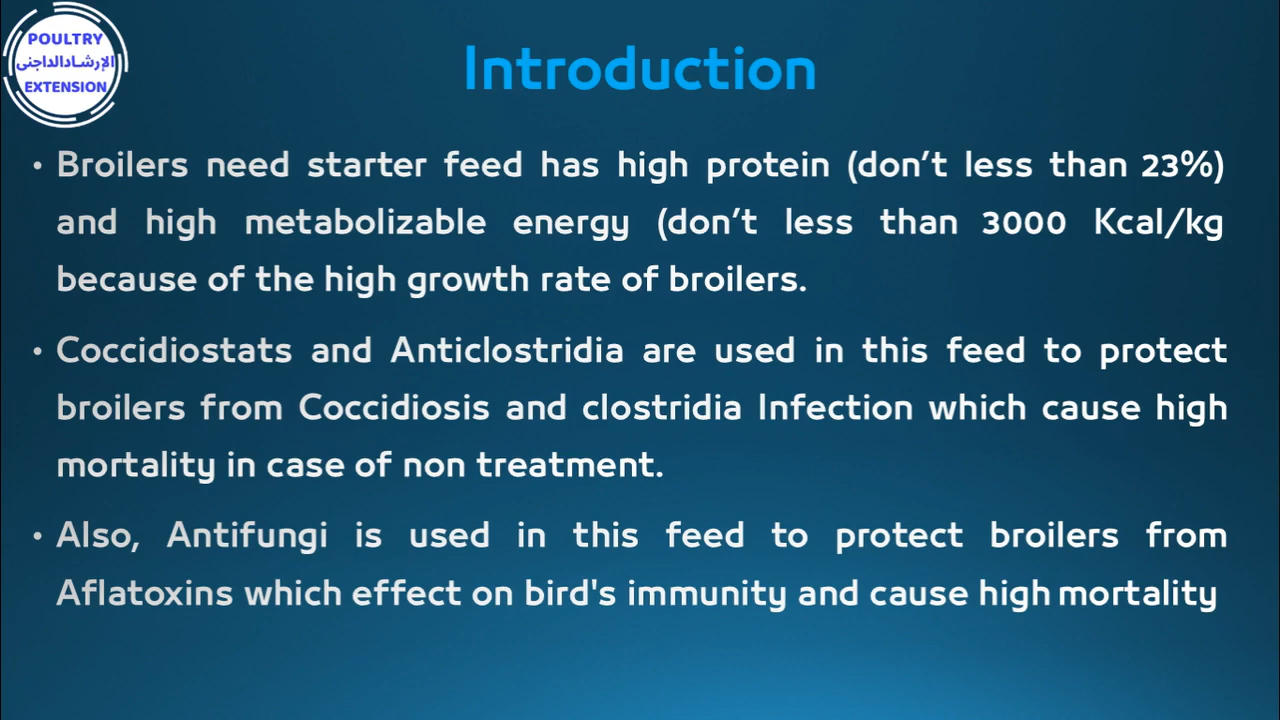 POULTRY
الإرشادالداجنى
EXTENSION
Introduction
• Broilers need starter feed has high protein (don’t less than 23%)
and high metabolizable energy (don’t less than 3000 Kcal/kg
because of the high growth rate of broilers.
• Coccidiostats and Anticlostridia are used in this feed to protect
broilers from Coccidiosis and clostridia Infection which cause high
mortality in case of non treatment.
• Also, Antifungi is used in this feed to protect broilers from
Aflatoxins which effect on bird's immunity and cause high mortality